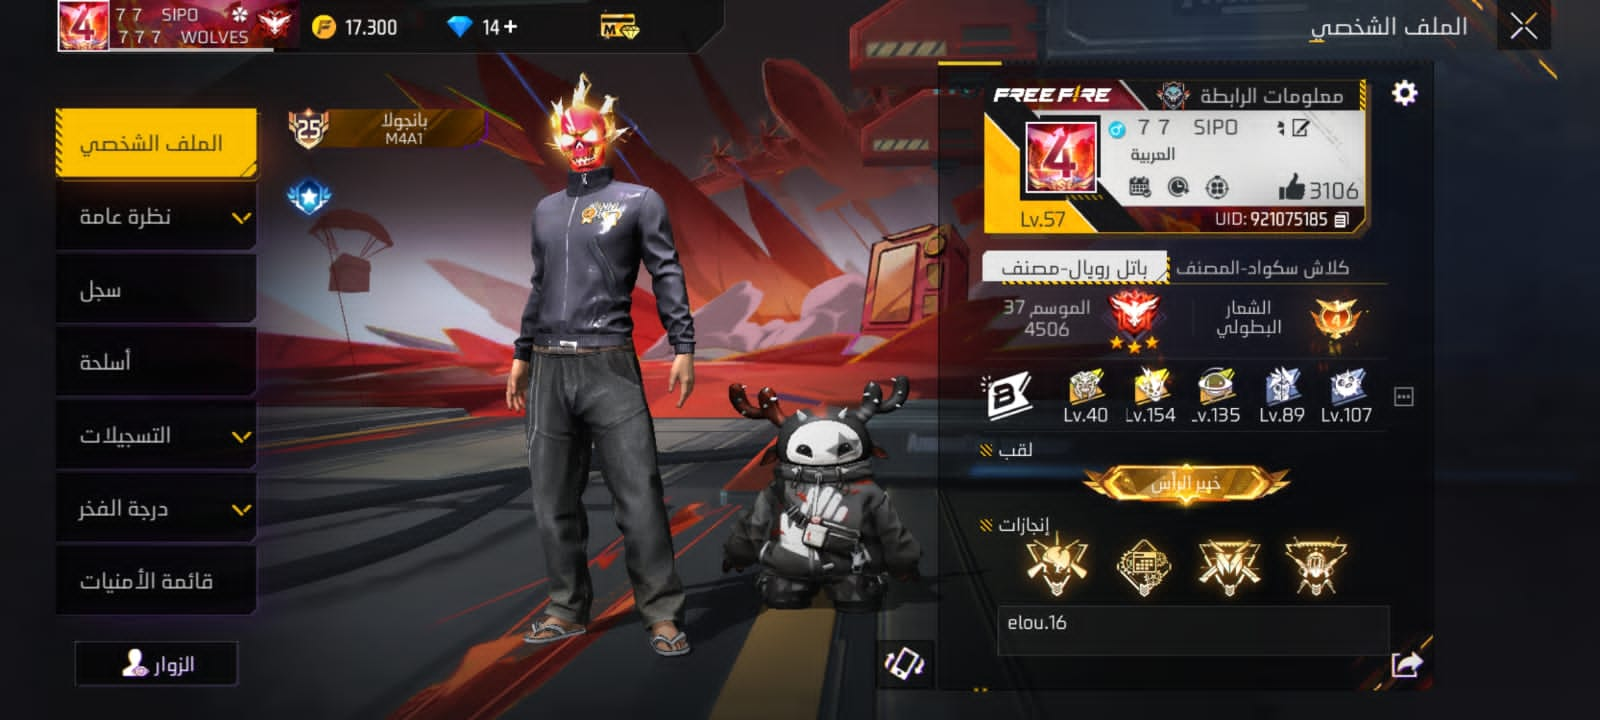 7 7 SIPO
7 7 7 WOLVES
17.300
14+
الملف الشخصي
الملف الشخصي
نظرة عامة
سجل
أسلحة
التسجيلات
درجة الفخر
قائمة الأمنيات
الزوار
25
بانجولا
M4A1
FREE FIRE
معلومات الرابطة
7 7 SIPO
العربية
3106
Lv.57
UID: 921075185
باتل رويال-مصنف
كلاش سكواد-المصنف
الموسم 37
4506
الشعار البطولي
4
Lv.40
Lv.154
Lv.135
Lv.89
Lv.107
لقب
خبير الرأس
إنجازات
elou.16